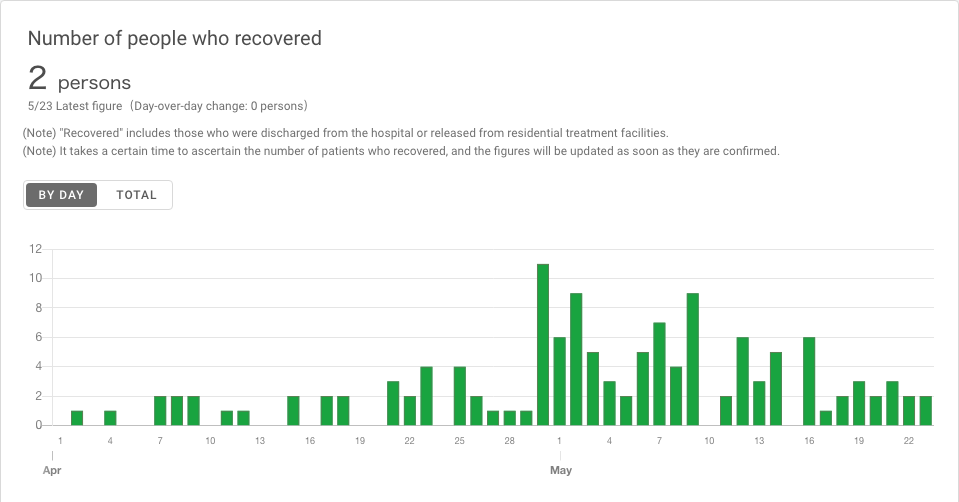 Number of people who recovered
2 persons
5/23 Latest figure（Day-over-day change: 0 persons）
(Note) "Recovered" includes those who were discharged from the hospital or released from residential treatment facilities.
(Note) It takes a certain time to ascertain the number of patients who recovered, and the figures will be updated as soon as they are confirmed.
BY DAY TOTAL
12
10
8
6
4
2
0
1 4 7 10 13 16 19 22 25 28 1 4 7 10 13 16 19 22
Apr May